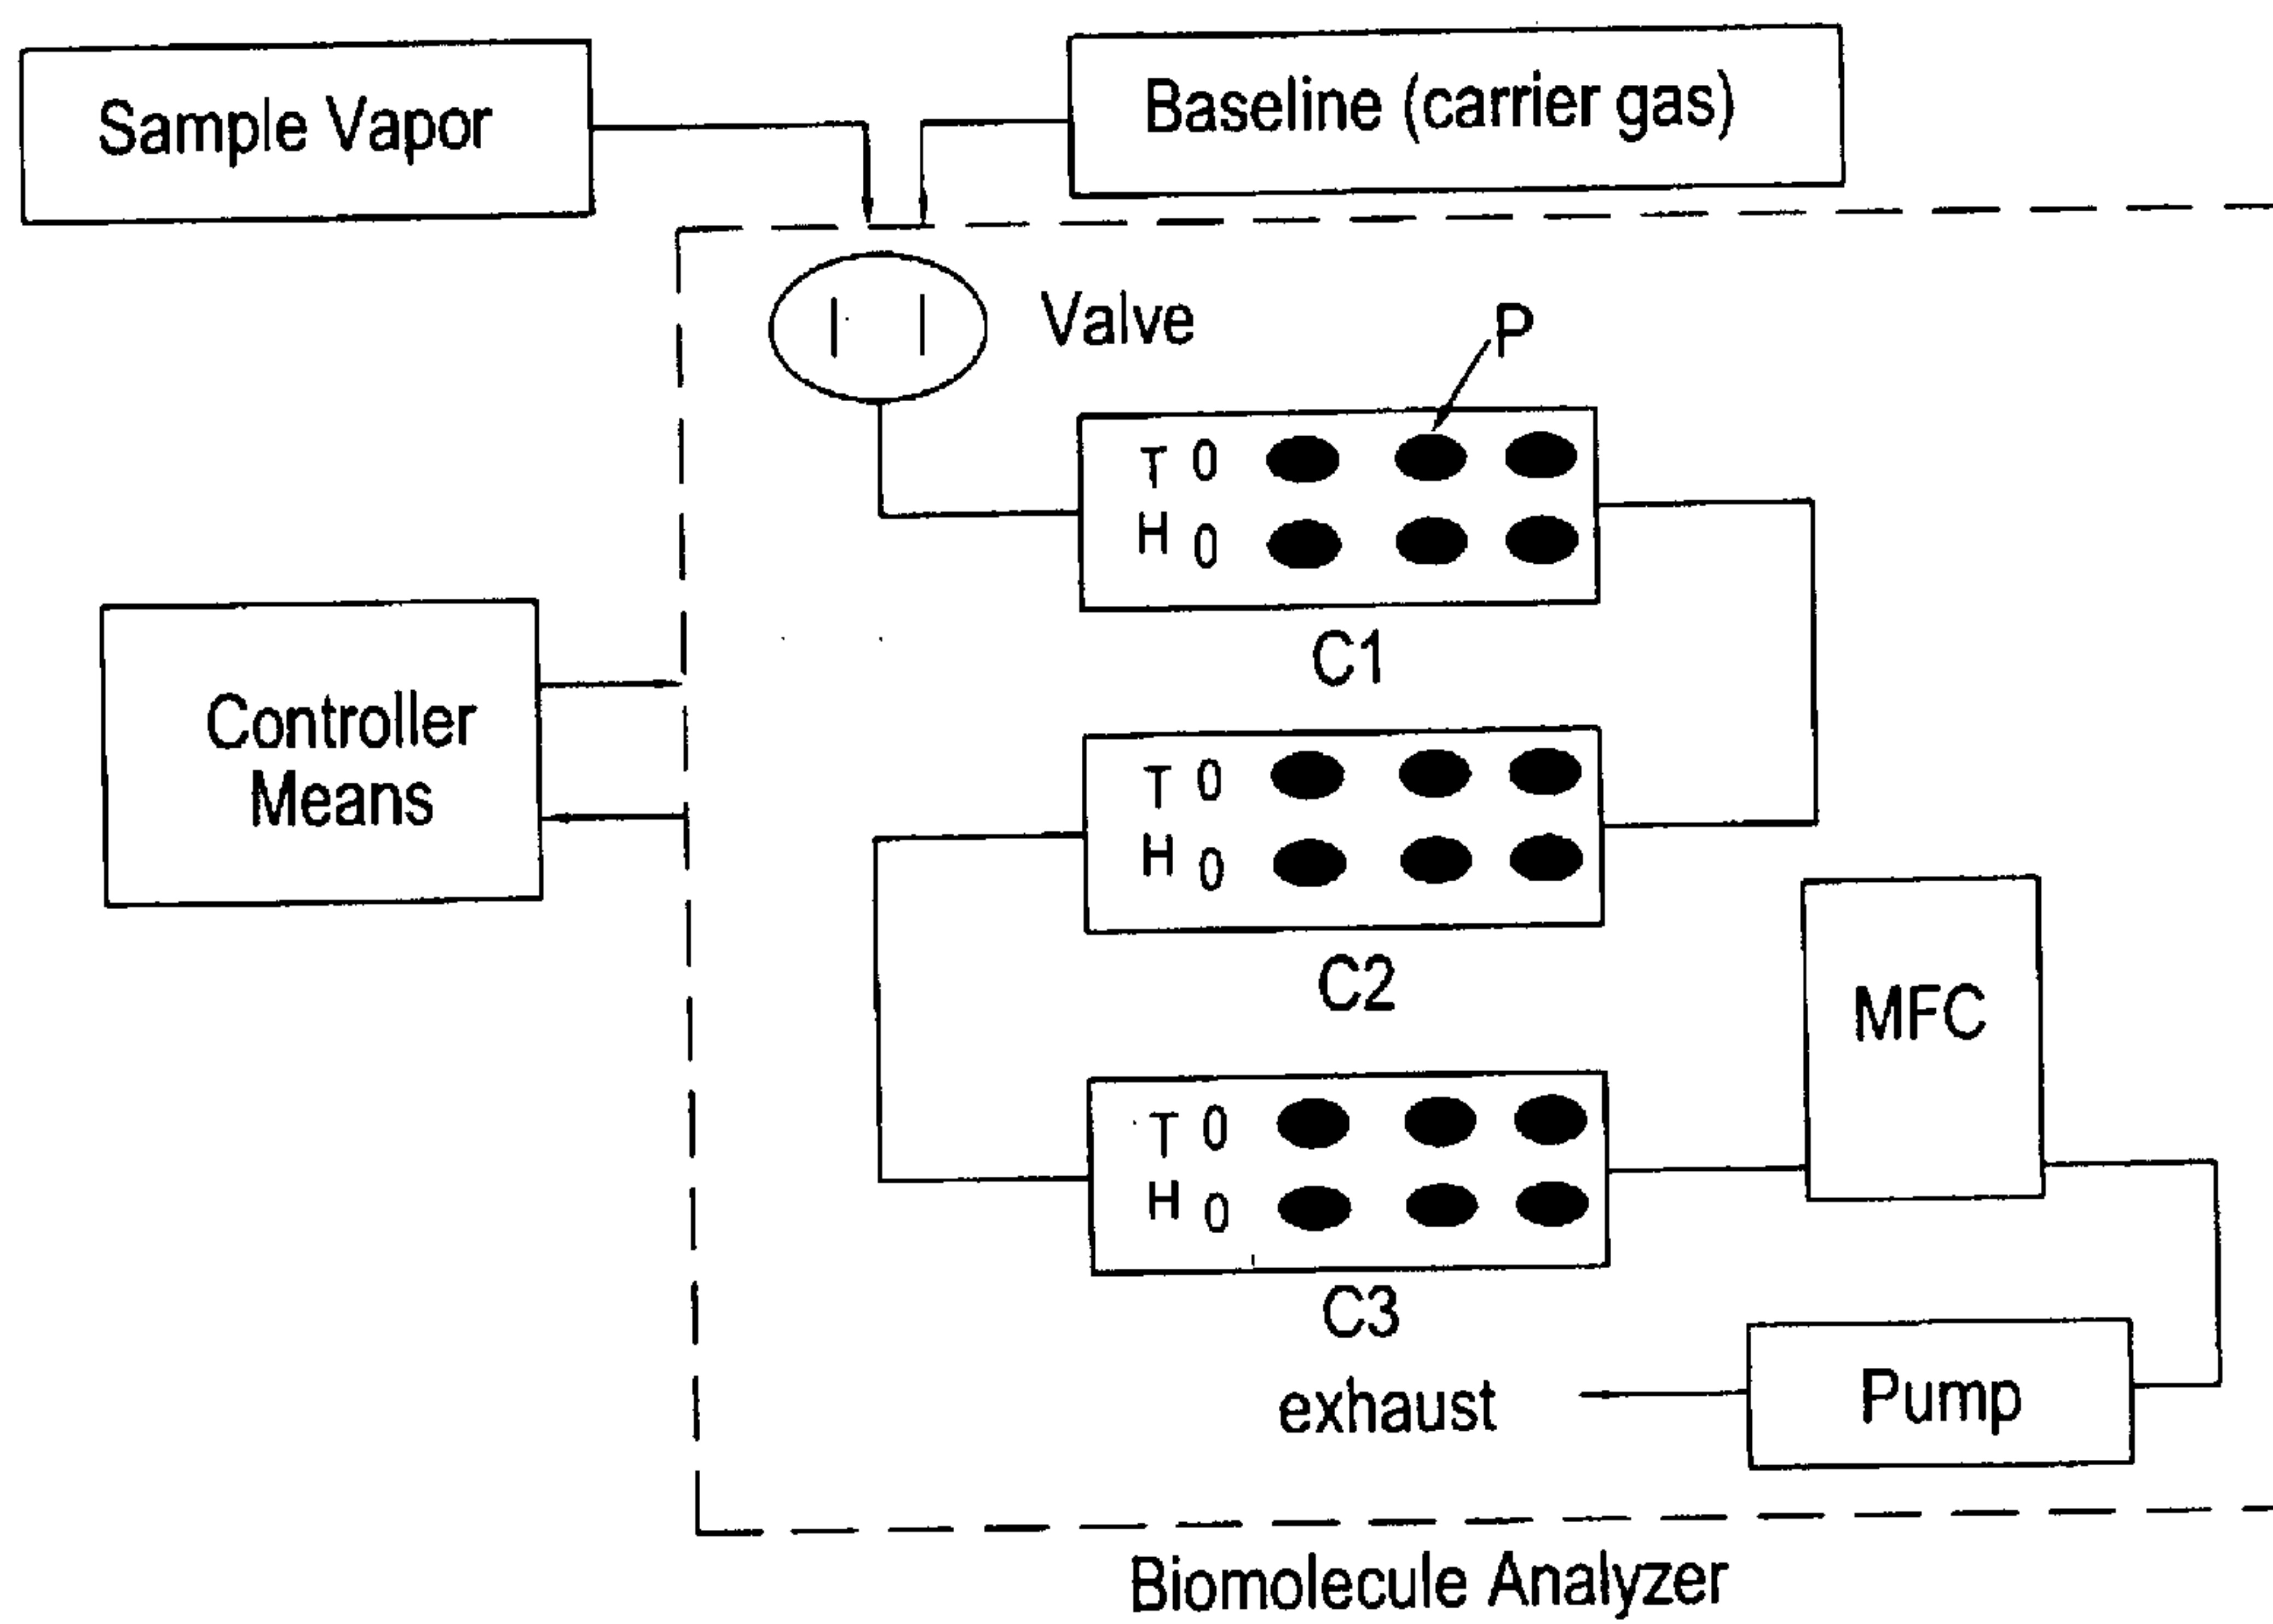 Sample Vapor
Baseline (carrier gas)
Valve
P
T 0
H 0
C1
Controller
Means
T 0
H 0
C2
MFC
T 0
H 0
C3
exhaust
Pump
Biomolecule Analyzer